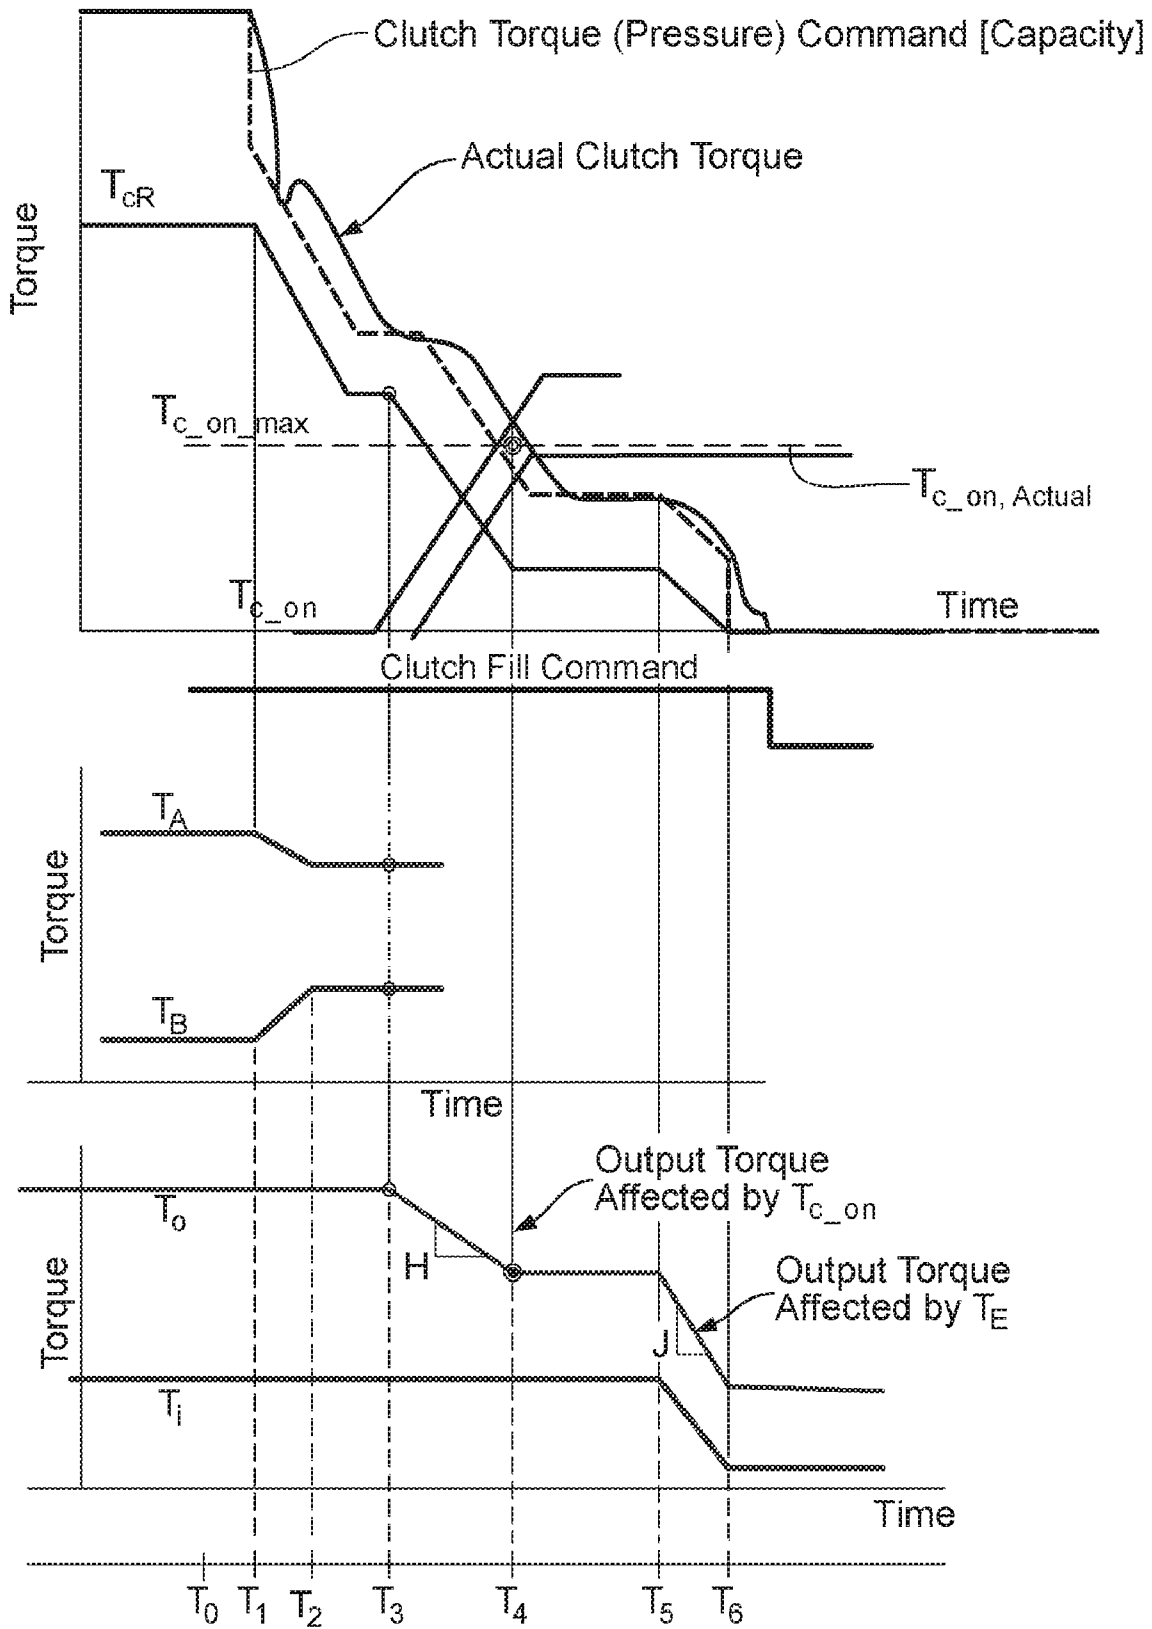 Clutch Torque (Pressure) Command [Capacity]
Actual Clutch Torque
TcR
Torque
Tc_on_max
Tc_on, Actual
Tc_on
Time
Clutch Fill Command
TA
Torque
TB
Time
Output Torque
Affected by Tc_on
To
H
Output Torque
Affected by TE
Torque
J
Ti
Time
T0 T1 T2 T3 T4 T5 T6